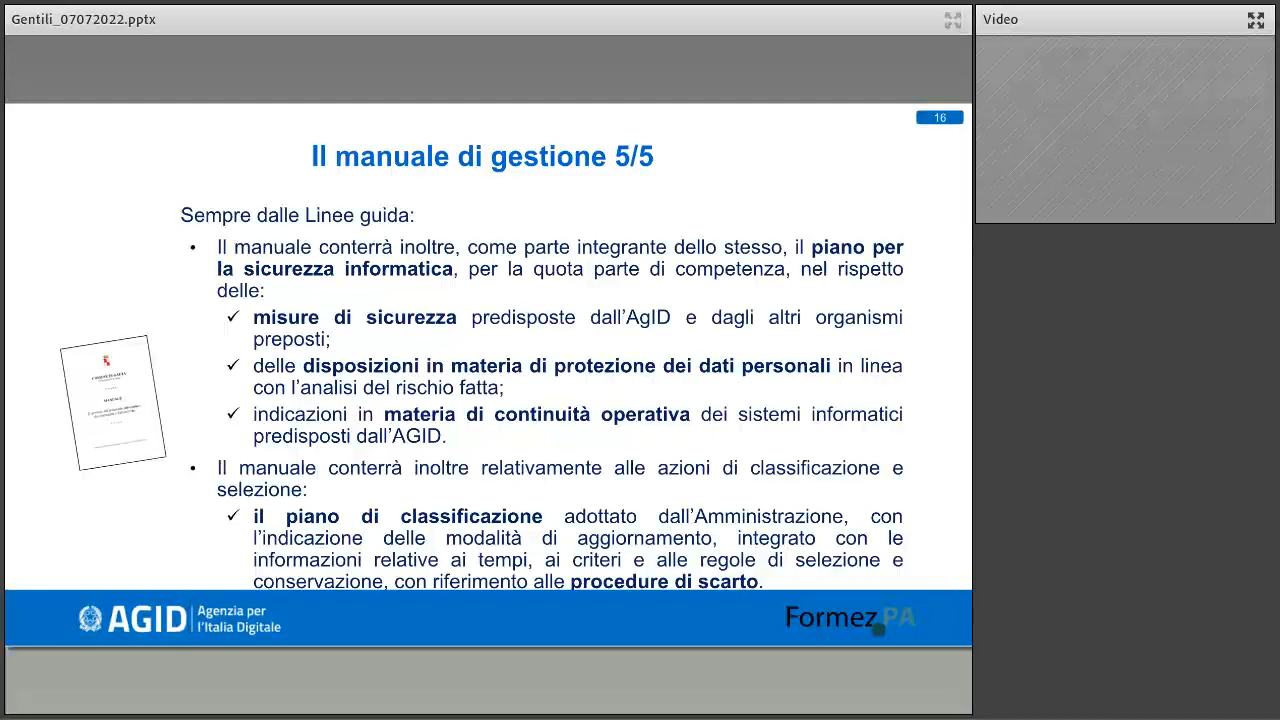 Gentili_07072022.pptx
Video
16
Il manuale di gestione 5/5
Sempre dalle Linee guida:
• Il manuale conterrà inoltre, come parte integrante dello stesso, il piano per
la sicurezza informatica, per la quota parte di competenza, nel rispetto
delle:
✓ misure di sicurezza predisposte dall'AgID e dagli altri organismi
preposti;
✓ delle disposizioni in materia di protezione dei dati personali in linea
con l'analisi del rischio fatta;
✓ indicazioni in materia di continuità operativa dei sistemi informatici
predisposti dall'AGID.
• Il manuale conterrà inoltre relativamente alle azioni di classificazione e
selezione:
✓ il piano di classificazione adottato dall'Amministrazione, con
l'indicazione delle modalità di aggiornamento, integrato con le
informazioni relative ai tempi, ai criteri e alle regole di selezione e
conservazione, con riferimento alle procedure di scarto.
MANUALE
AGID
Agenzia per
l'Italia Digitale
Formez PA